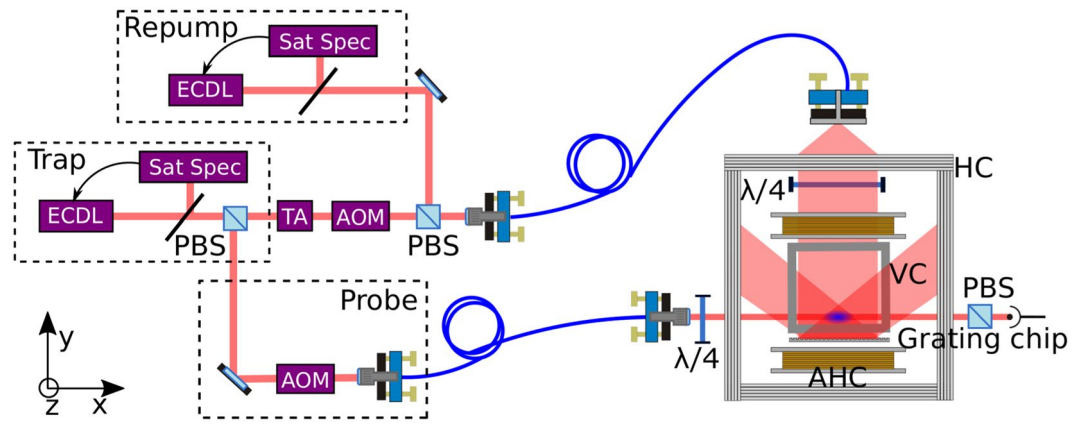 Repump
Sat Spec
ECDL
Trap
Sat Spec
ECDL
TA
AOM
PBS
PBS
Probe
AOM
y
z
x
HC
λ/4
VC
PBS
λ/4
Grating chip
AHC